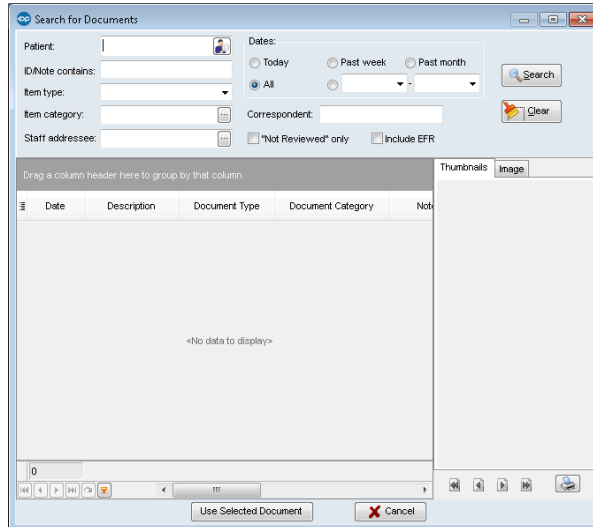 Search for Documents
Patient:
ID/Note contains:
Item type:
Item category:
Staff addressee:
Dates:
Today Past week Past month
All -
Correspondent:
"Not Reviewed" only Include EFR
Search
Clear
Drag a column header here to group by that column
Date Description Document Type Document Category Note
<No data to display>
0
Thumbnails Image
Use Selected Document Cancel